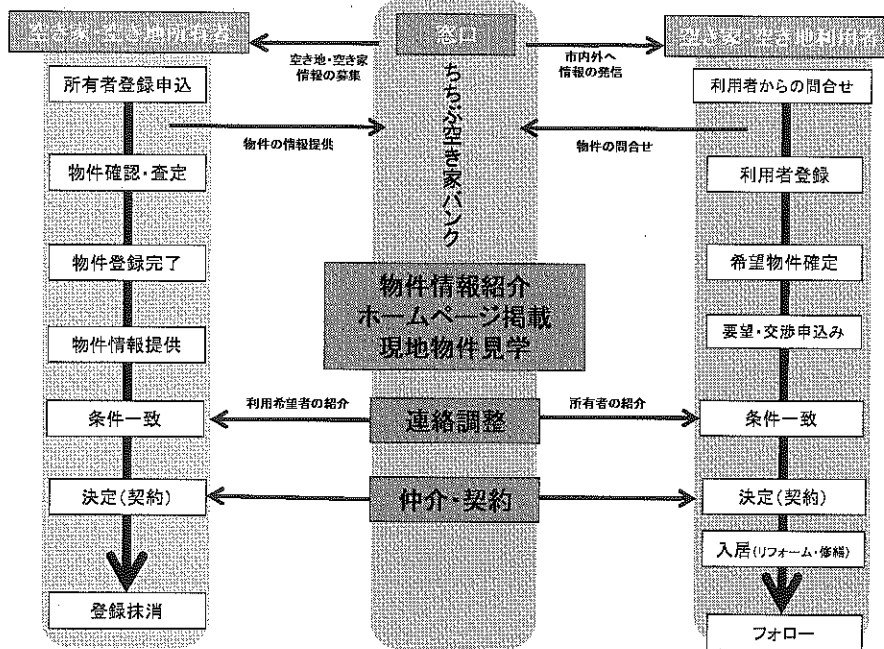 空き家・空き地所有者
窓口
空き家・空き地利用者
空き地・空き家
情報の募集
市内外へ
情報の発信
所有者登録申込
利用者からの問合せ
物件の情報提供
物件の問合せ
ちちぶ空き家バンク
物件確認・査定
利用者登録
物件登録完了
希望物件確定
物件情報紹介
ホームページ掲載
現地物件見学
物件情報提供
要望・交渉申込み
利用希望者の紹介
所有者の紹介
条件一致
連絡調整
条件一致
決定(契約)
仲介・契約
決定(契約)
入居(リフォーム・修繕)
登録抹消
フォロー